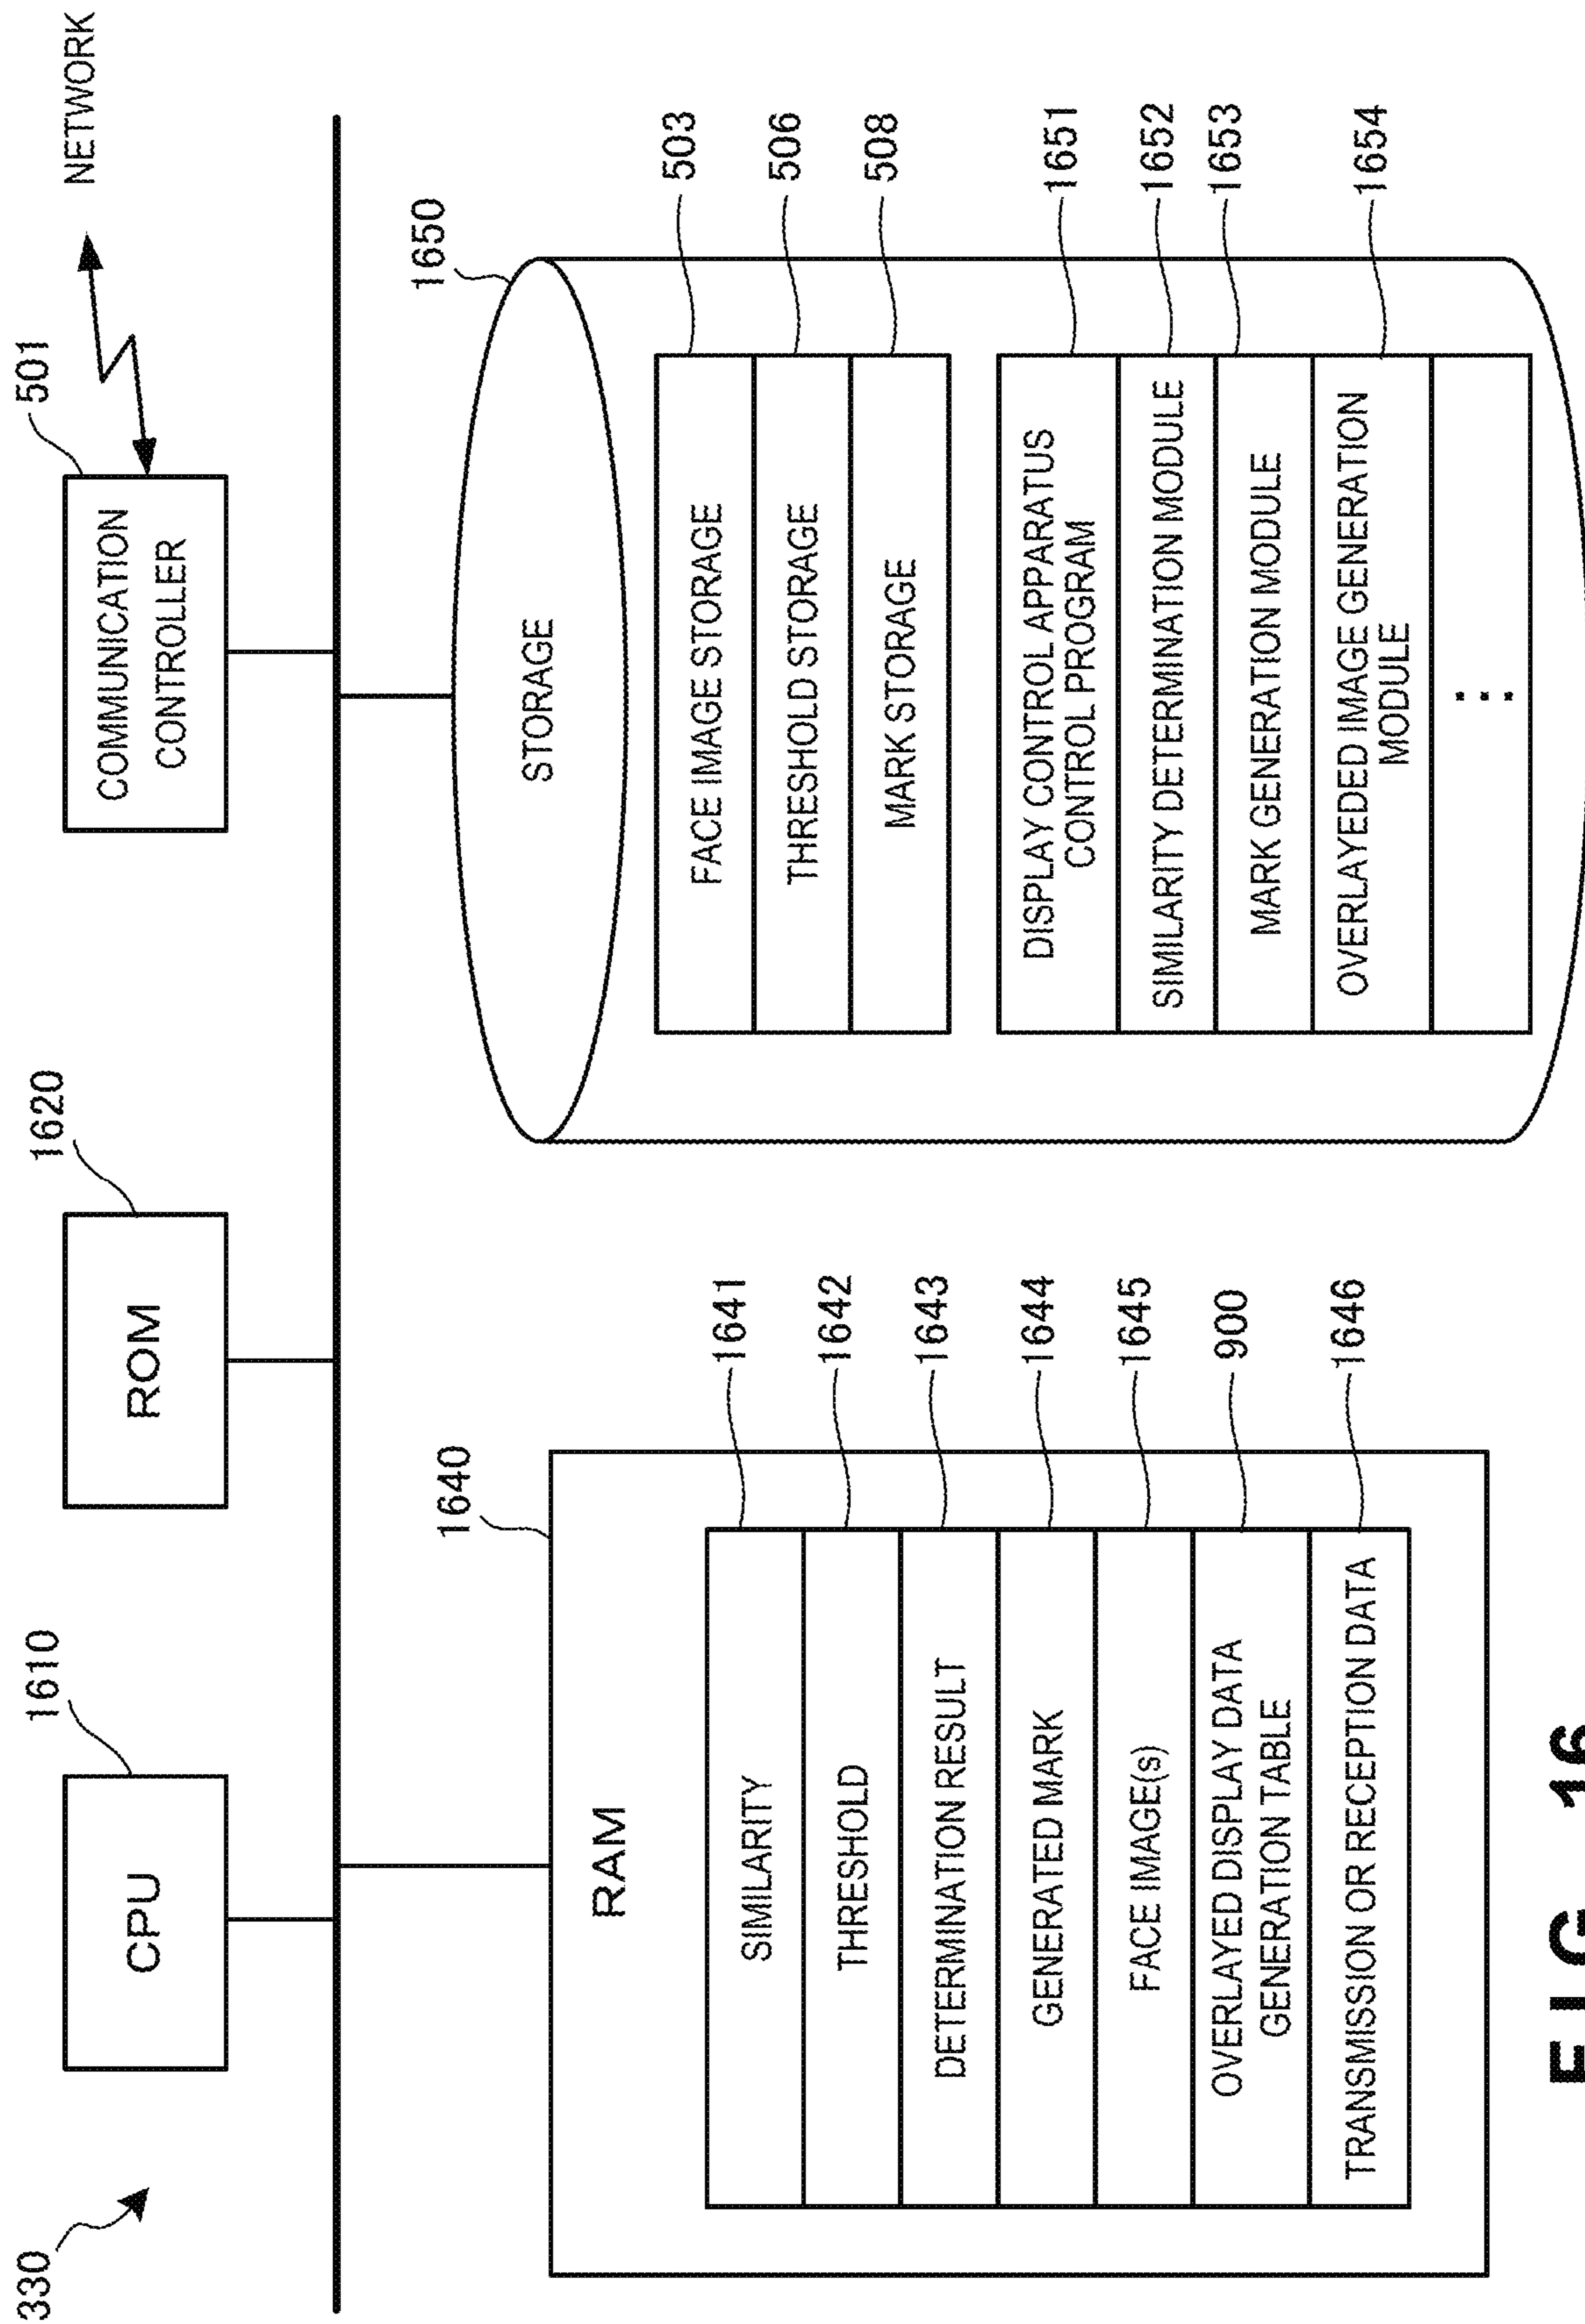 330
1610
CPU
1620
ROM
501
COMMUNICATION
CONTROLLER
NETWORK
1640
RAM
SIMILARITY
1641
THRESHOLD
1642
DETERMINATION RESULT
1643
GENERATED MARK
1644
FACE IMAGE(s)
1645
OVERLAYED DISPLAY DATA
GENERATION TABLE
900
TRANSMISSION OR RECEPTION DATA
1646
1650
STORAGE
FACE IMAGE STORAGE
503
THRESHOLD STORAGE
506
MARK STORAGE
508
DISPLAY CONTROL APPARATUS
CONTROL PROGRAM
1651
SIMILARITY DETERMINATION MODULE
1652
MARK GENERATION MODULE
1653
OVERLAYEDED IMAGE GENERATION
MODULE
1654
...
FIG. 16